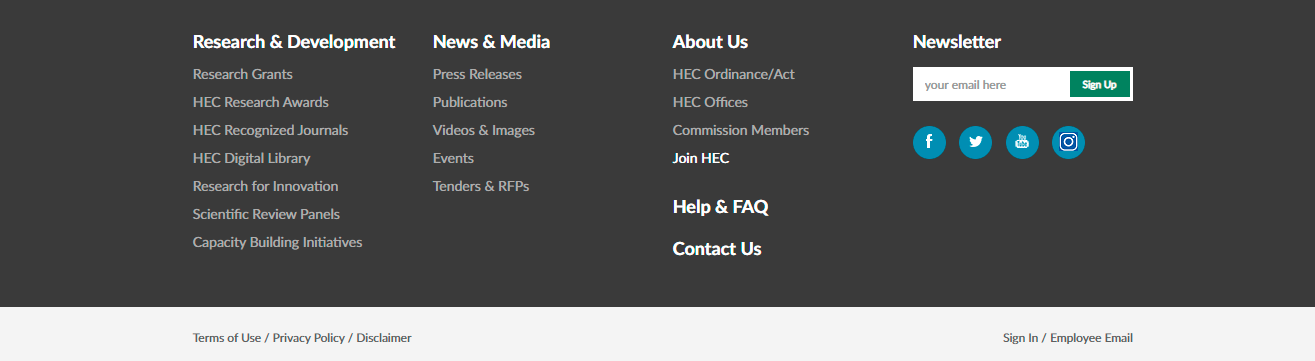 Research & Development
Research Grants
HEC Research Awards
HEC Recognized Journals
HEC Digital Library
Research for Innovation
Scientific Review Panels
Capacity Building Initiatives
News & Media
Press Releases
Publications
Videos & Images
Events
Tenders & RFPs
About Us
HEC Ordinance/Act
HEC Offices
Commission Members
Join HEC
Help & FAQ
Contact Us
Newsletter
your email here
Sign Up
You Tube
Terms of Use / Privacy Policy / Disclaimer
Sign In / Employee Email